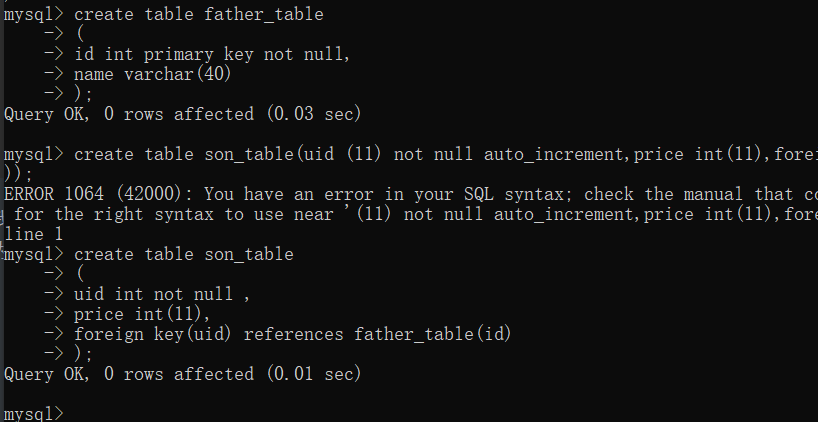 mysql> create table father_table
-> (
-> id int primary key not null,
-> name varchar(40)
-> );
Query OK, 0 rows affected (0.03 sec)
mysql> create table son_table(uid (11) not null auto_increment,price int(11),forei
));
ERROR 1064 (42000): You have an error in your SQL syntax; check the manual that co
for the right syntax to use near '(11) not null auto_increment,price int(11),fore
line 1
mysql> create table son_table
-> (
-> uid int not null ,
-> price int(11),
-> foreign key(uid) references father_table(id)
-> );
Query OK, 0 rows affected (0.01 sec)
mysql>